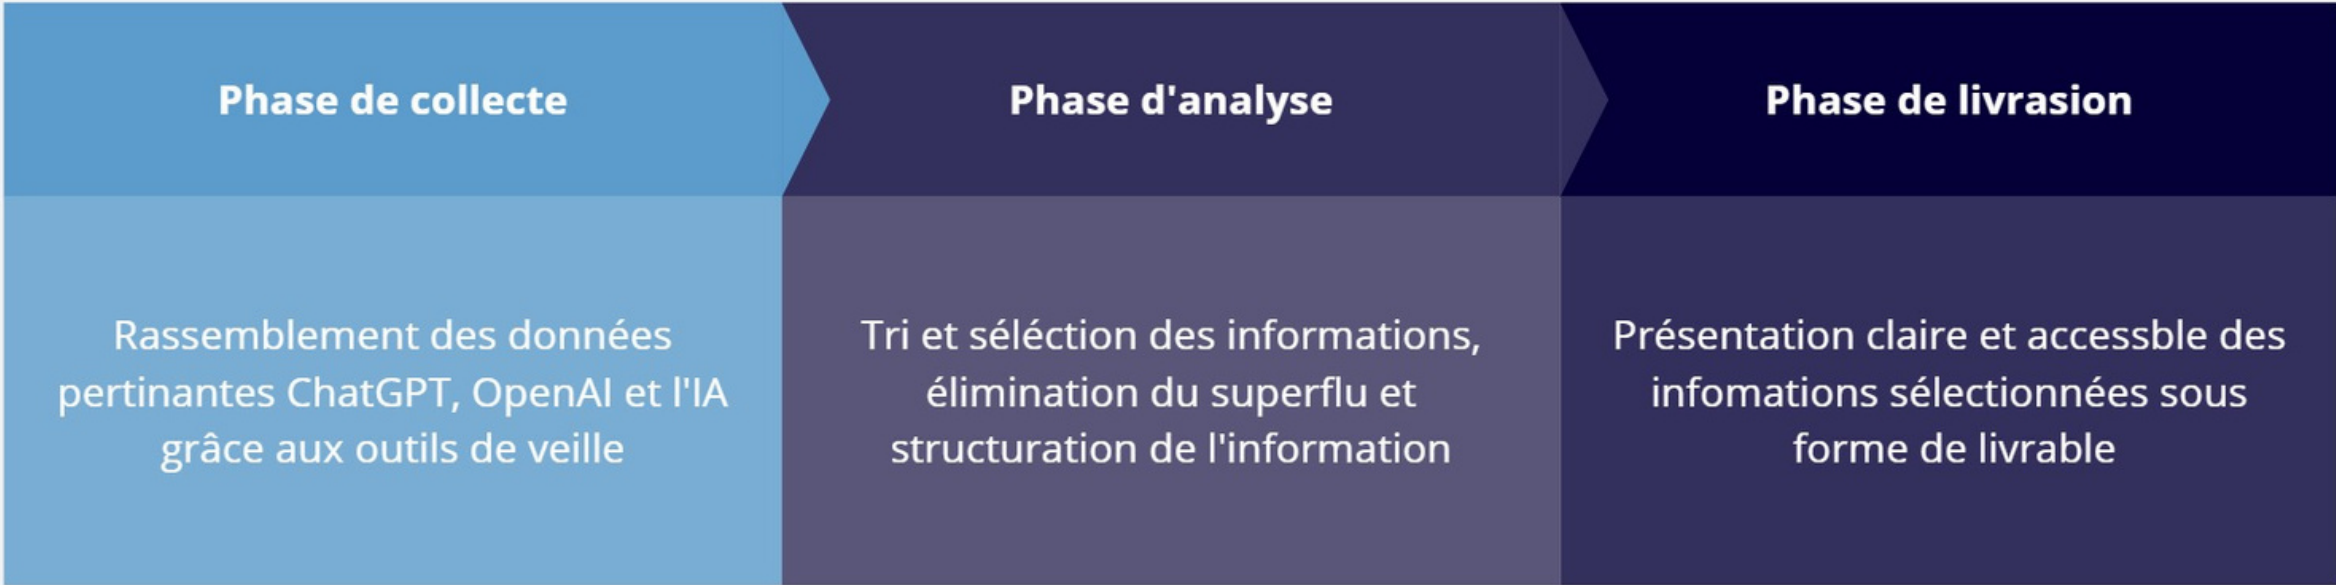 Phase de collecte
Phase d'analyse
Phase de livrasion
Rassemblement des données
pertinantes ChatGPT, OpenAI et l'IA
grâce aux outils de veille
Tri et séléction des informations,
élimination du superflu et
structuration de l'information
Présentation claire et accessble des
infomations sélectionnées sous
forme de livrable